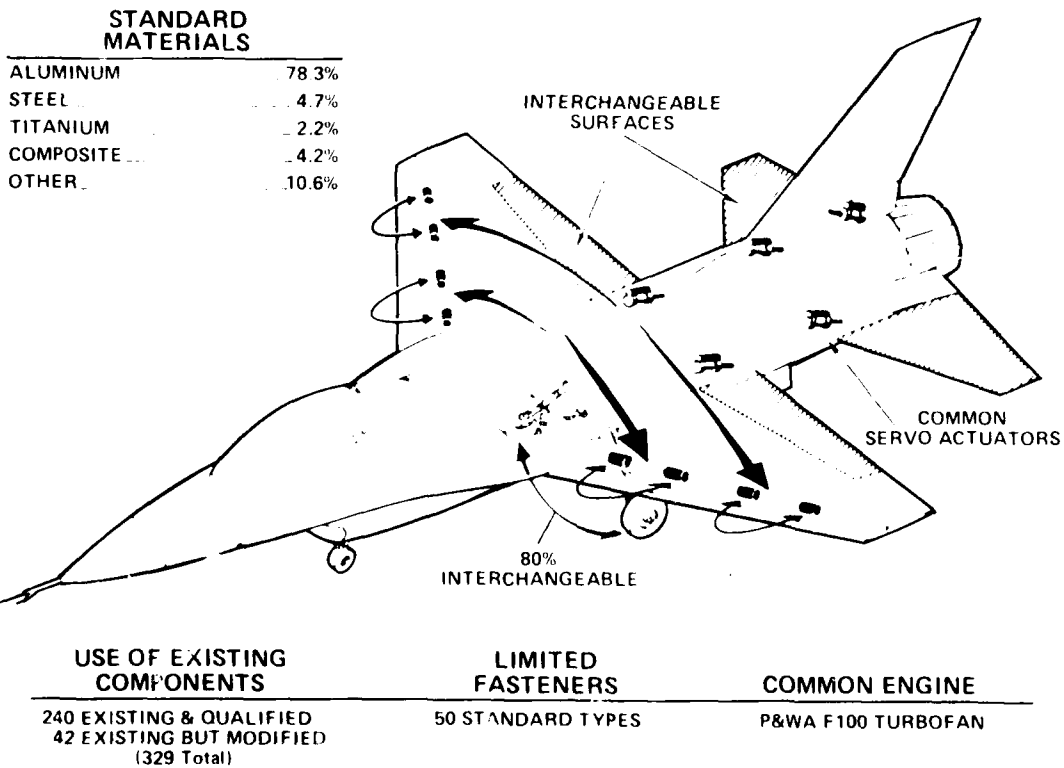 STANDARD
MATERIALS
ALUMINUM 78.3%
STEEL 4.7%
TITANIUM 2.2%
COMPOSITE 4.2%
OTHER 10.6%
INTERCHANGEABLE
SURFACES
COMMON
SERVO ACTUATORS
80%
INTERCHANGEABLE
USE OF EXISTING
COMPONENTS
240 EXISTING & QUALIFIED
42 EXISTING BUT MODIFIED
(329 Total)
LIMITED
FASTENERS
50 STANDARD TYPES
COMMON ENGINE
P&WA F100 TURBOFAN